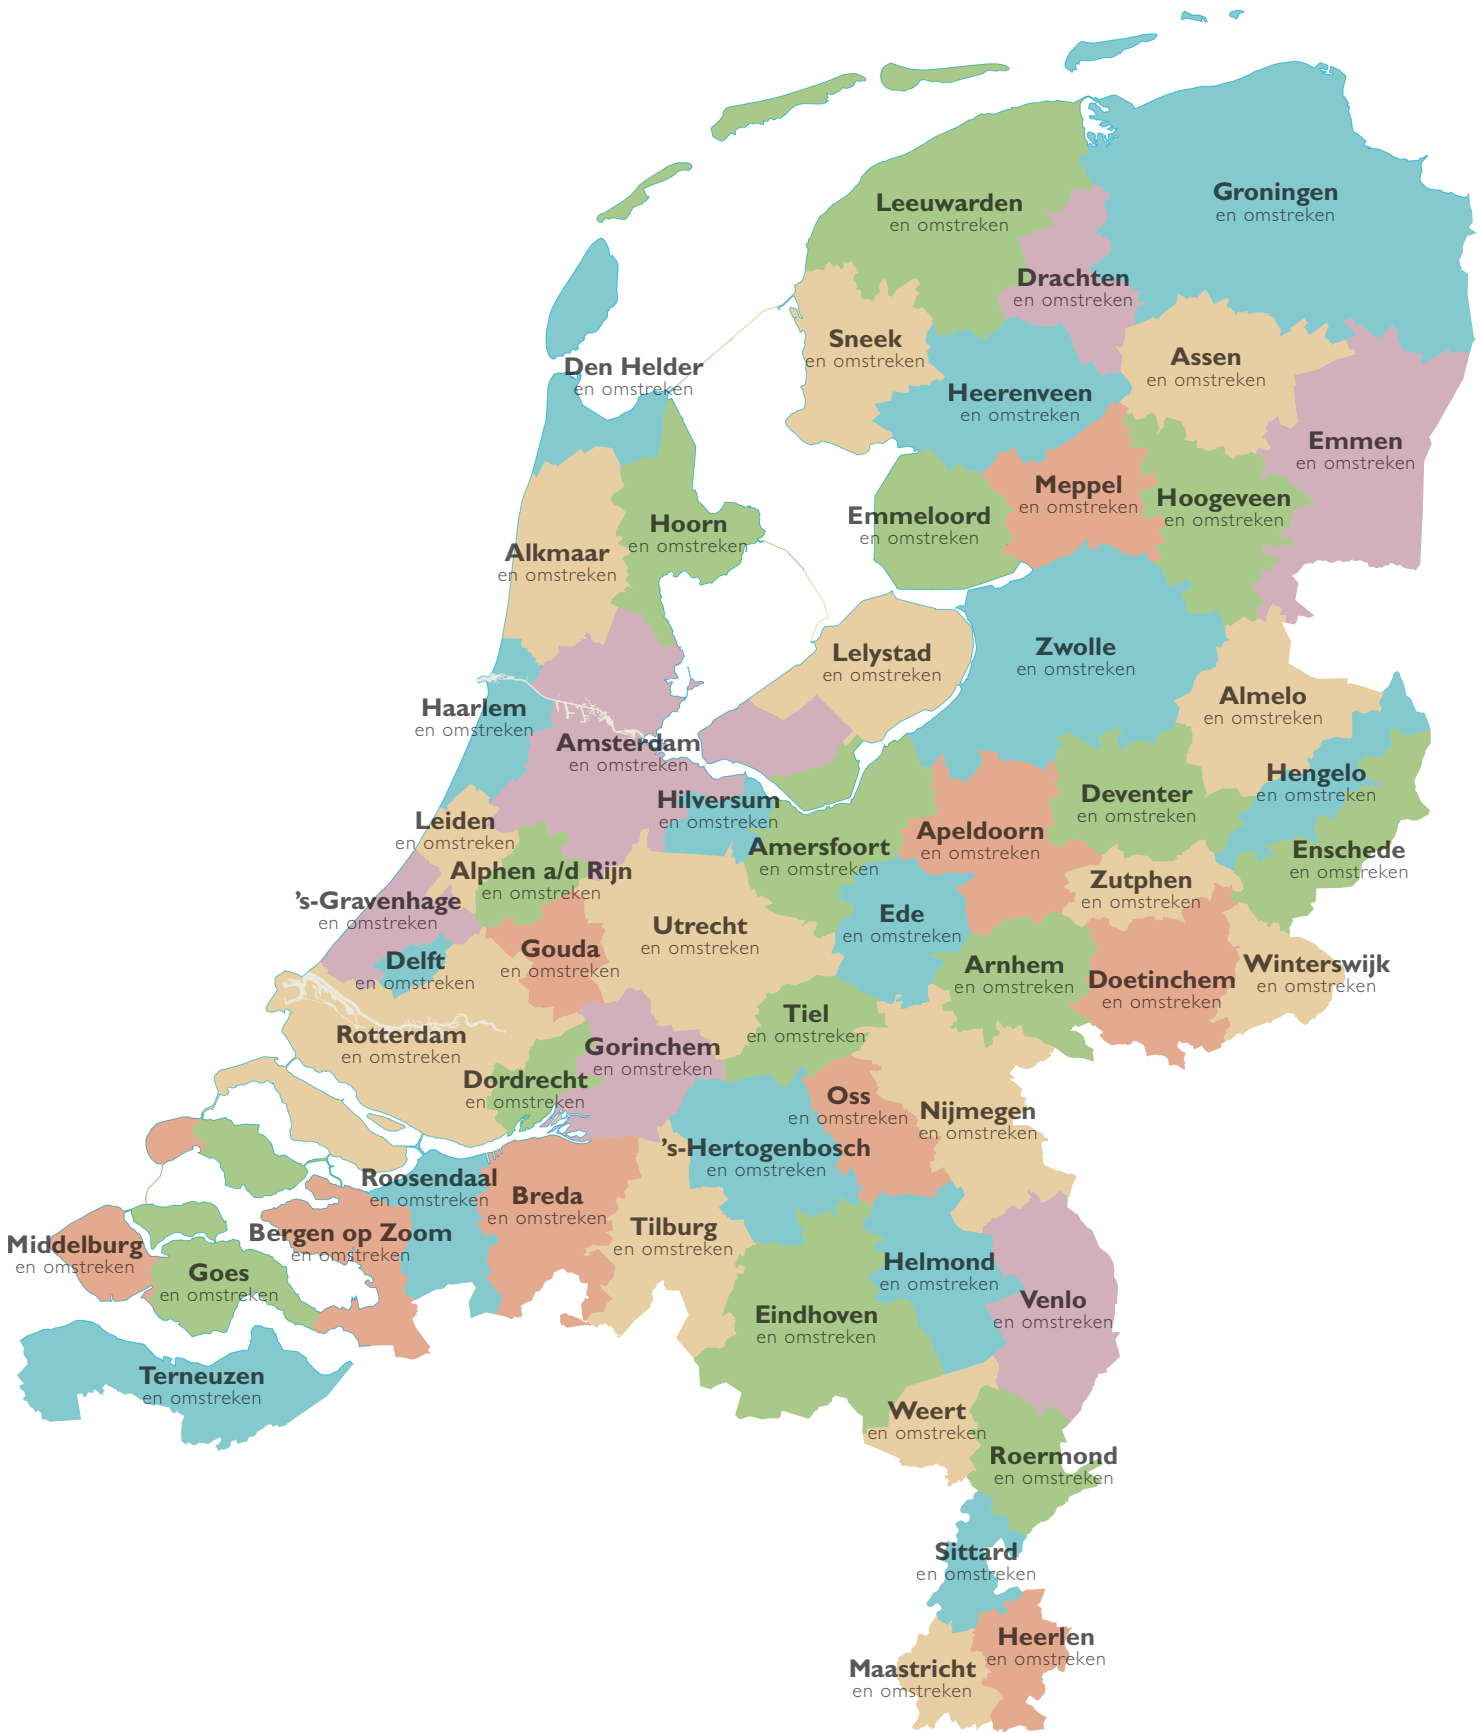 Groningen
en omstreken
Leeuwarden
en omstreken
Drachten
en omstreken
Sneek
en omstreken
Assen
en omstreken
Den Helder
en omstreken
Heerenveen
en omstreken
Emmen
en omstreken
Meppel
en omstreken
Hoogeveen
en omstreken
Emmeloord
en omstreken
Hoorn
en omstreken
Alkmaar
en omstreken
Zwolle
en omstreken
Lelystad
en omstreken
Almelo
en omstreken
Haarlem
en omstreken
Amsterdam
en omstreken
Hengelo
en omstreken
Deventer
en omstreken
Hilversum
en omstreken
Leiden
en omstreken
Apeldoorn
en omstreken
Amersfoort
en omstreken
Enschede
en omstreken
Alphen a/d Rijn
en omstreken
Zutphen
en omstreken
’s-Gravenhage
en omstreken
Ede
en omstreken
Utrecht
en omstreken
Gouda
en omstreken
Delft
en omstreken
Arnhem
en omstreken
Winterswijk
en omstreken
Doetinchem
en omstreken
Tiel
en omstreken
Rotterdam
en omstreken
Gorinchem
en omstreken
Dordrecht
en omstreken
Oss
en omstreken
Nijmegen
en omstreken
’s-Hertogenbosch
en omstreken
Roosendaal
en omstreken
Breda
en omstreken
Tilburg
en omstreken
Bergen op Zoom
en omstreken
Middelburg
en omstreken
Goes
en omstreken
Helmond
en omstreken
Venlo
en omstreken
Eindhoven
en omstreken
Terneuzen
en omstreken
Weert
en omstreken
Roermond
en omstreken
Sittard
en omstreken
Heerlen
en omstreken
Maastricht
en omstreken